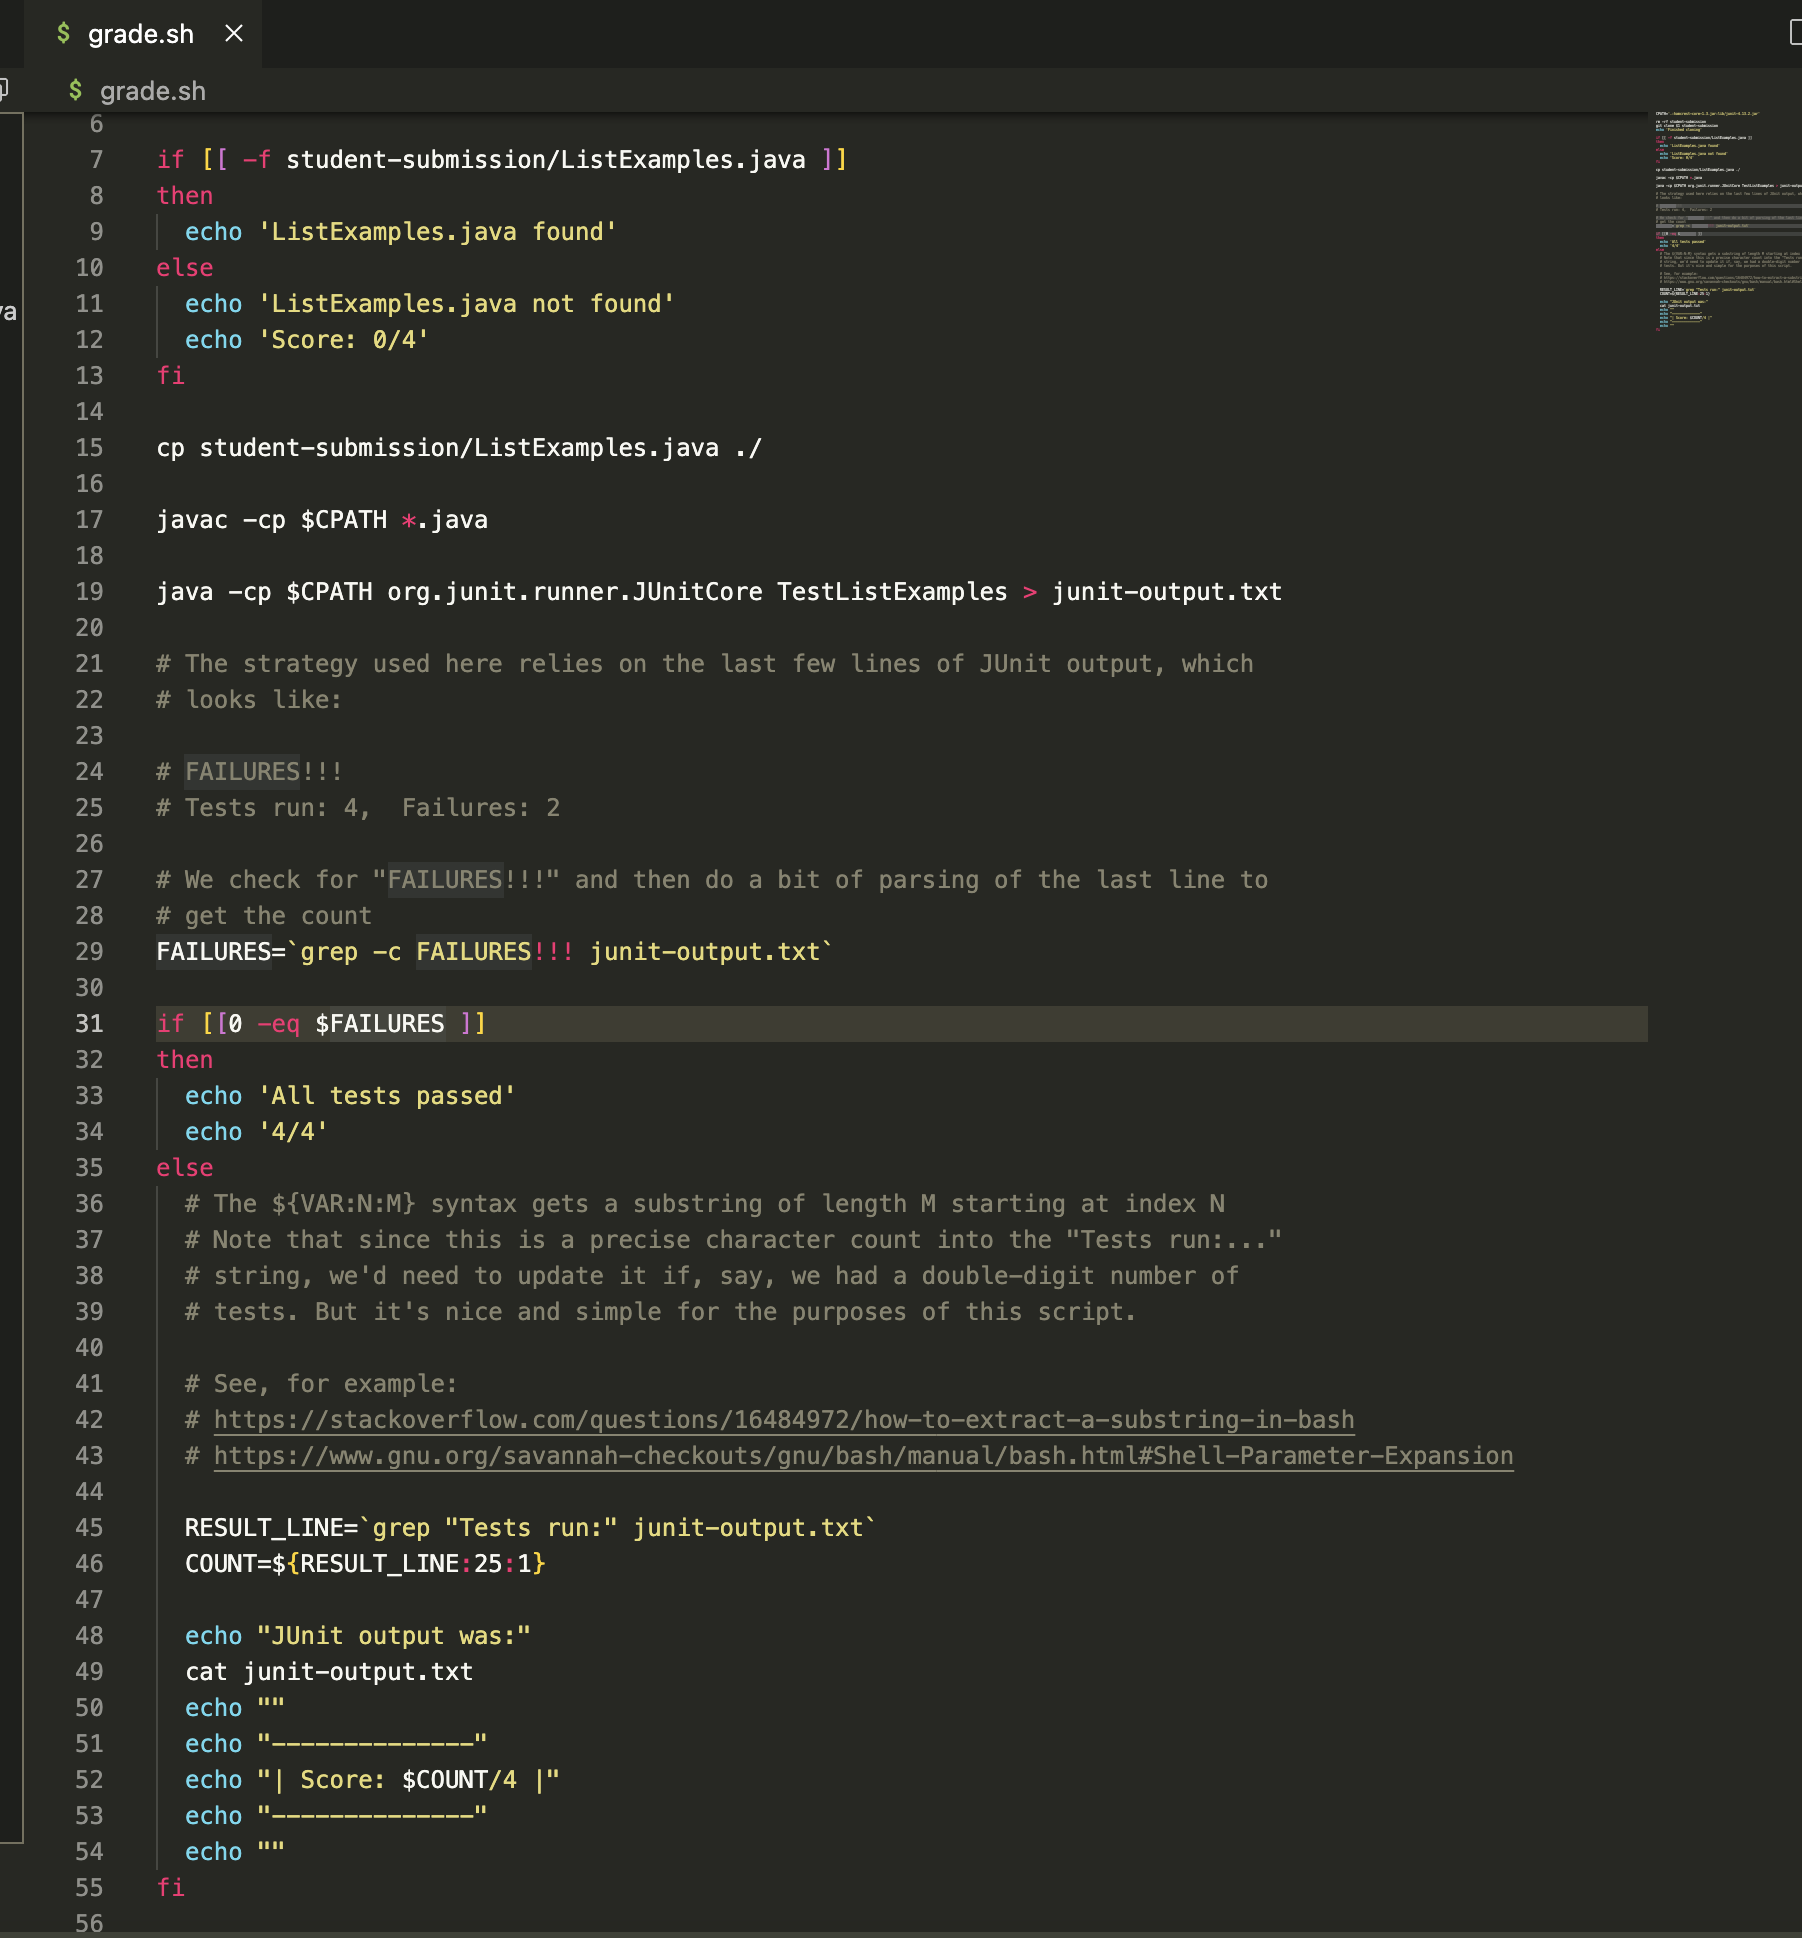 $ grade.sh ×
$ grade.sh
va
6
7 if [[ -f student-submission/ListExamples.java ]]
8 then
9   echo 'ListExamples.java found'
10 else
11   echo 'ListExamples.java not found'
12   echo 'Score: 0/4'
13 fi
14
15 cp student-submission/ListExamples.java ./
16
17 javac -cp $CPATH *.java
18
19 java -cp $CPATH org.junit.runner.JUnitCore TestListExamples > junit-output.txt
20
21 # The strategy used here relies on the last few lines of JUnit output, which
22 # looks like:
23
24 # FAILURES!!!
25 # Tests run: 4,  Failures: 2
26
27 # We check for "FAILURES!!!" and then do a bit of parsing of the last line to
28 # get the count
29 FAILURES=`grep -c FAILURES!!! junit-output.txt`
30
31 if [[0 -eq $FAILURES ]]
32 then
33   echo 'All tests passed'
34   echo '4/4'
35 else
36   # The ${VAR:N:M} syntax gets a substring of length M starting at index N
37   # Note that since this is a precise character count into the "Tests run:..."
38   # string, we'd need to update it if, say, we had a double-digit number of
39   # tests. But it's nice and simple for the purposes of this script.
40
41   # See, for example:
42   # https://stackoverflow.com/questions/16484972/how-to-extract-a-substring-in-bash
43   # https://www.gnu.org/savannah-checkouts/gnu/bash/manual/bash.html#Shell-Parameter-Expansion
44
45   RESULT_LINE=`grep "Tests run:" junit-output.txt`
46   COUNT=${RESULT_LINE:25:1}
47
48   echo "JUnit output was:"
49   cat junit-output.txt
50   echo ""
51   echo "--------------"
52   echo "| Score: $COUNT/4 |"
53   echo "--------------"
54   echo ""
55 fi
56